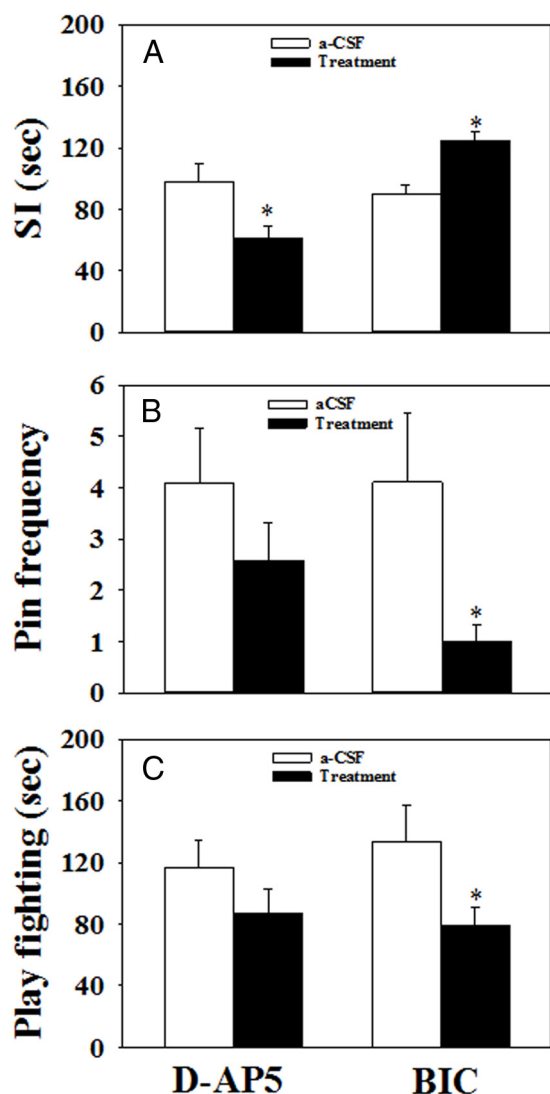 A
a-CSF
Treatment
SI (sec)
200
160
120
80
40
0
*
*
B
aCSF
Treatment
Pin frequency
6
5
4
3
2
1
0
*
C
a-CSF
Treatment
Play fighting (sec)
200
160
120
80
40
0
*
D-AP5 BIC